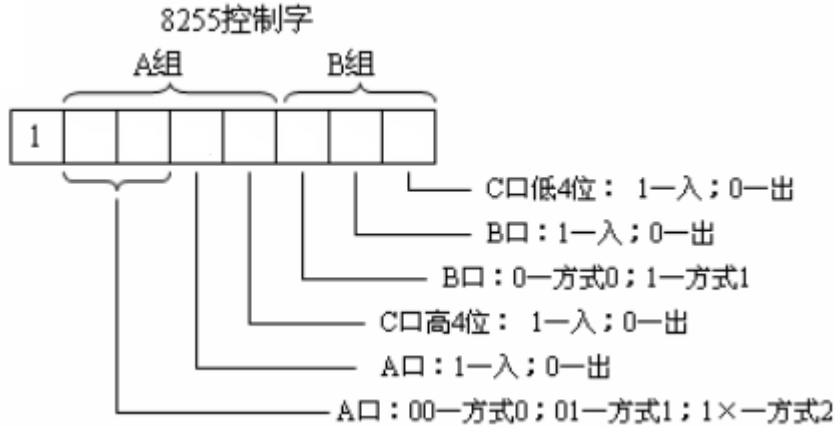 8255控制字
A组 B组
1
C口低4位： 1—入；0—出
B口：1—入；0—出
B口：0—方式0；1—方式1
C口高4位： 1—入；0—出
A口：1—入；0—出
A口：00—方式0；01—方式1；1×—方式2